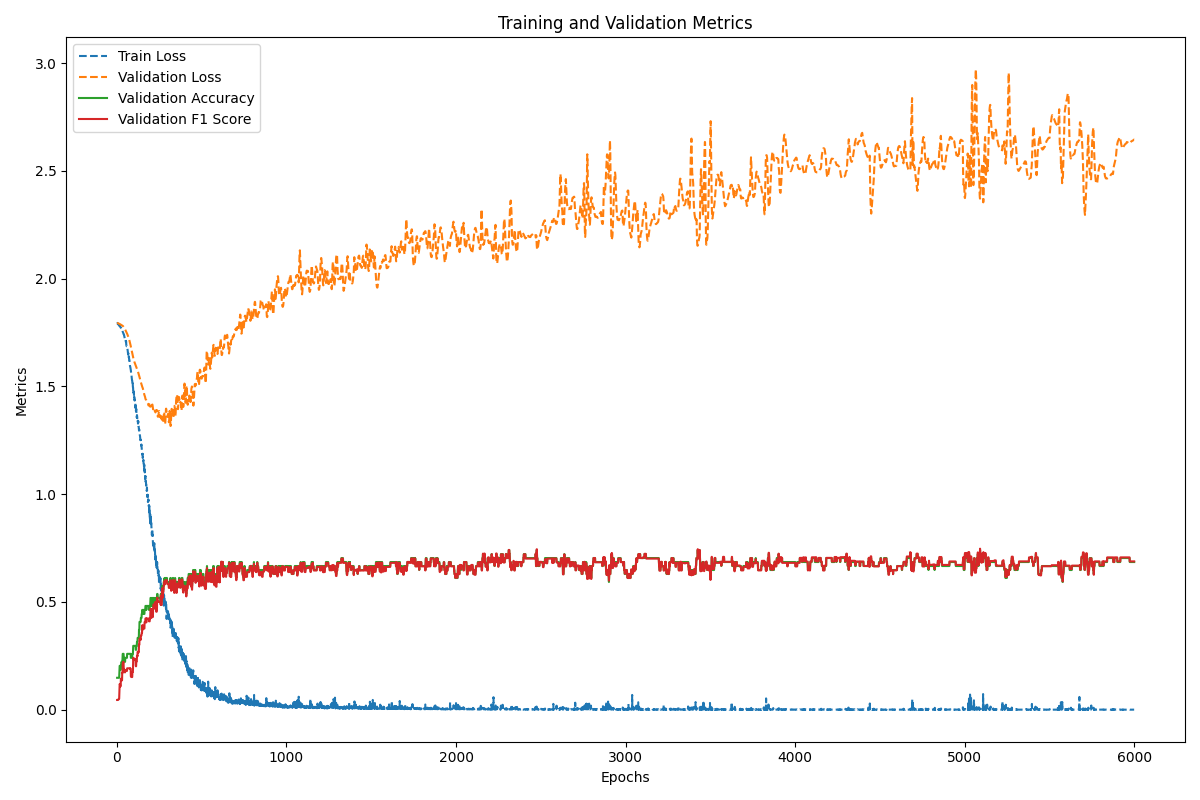 Training and Validation Metrics
Train Loss
Validation Loss
Validation Accuracy
Validation F1 Score
Metrics
3.0
2.5
2.0
1.5
1.0
0.5
0.0
0 1000 2000 3000 4000 5000 6000
Epochs